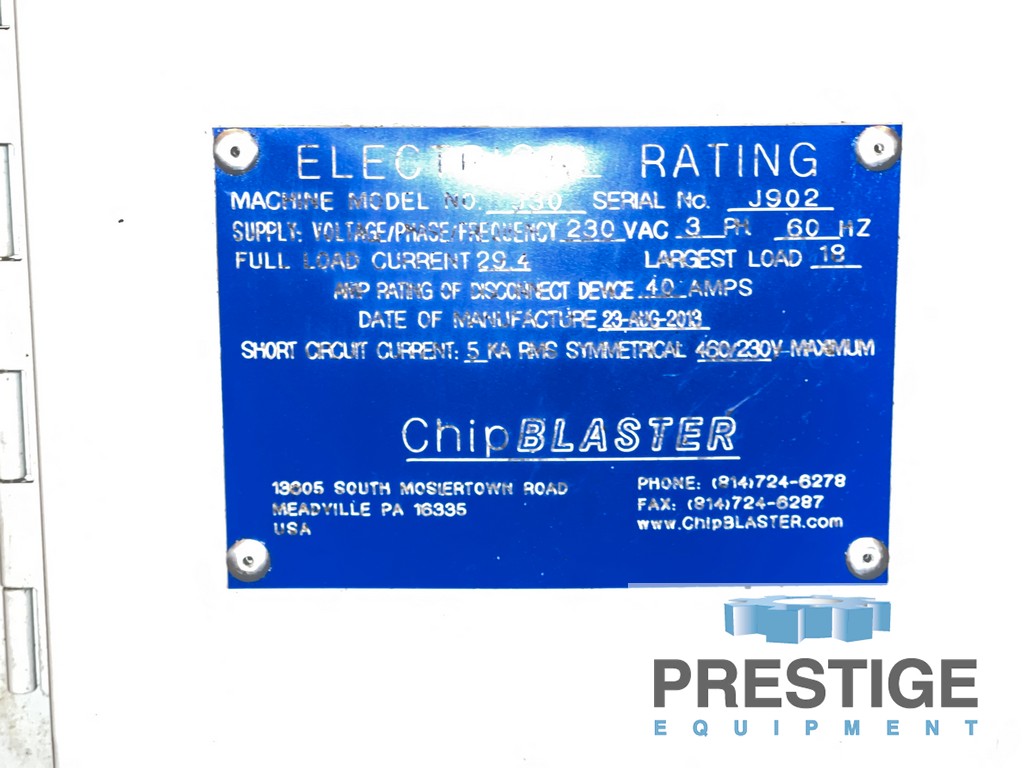 ELECTRICAL RATING
MACHINE MODEL NO. J30 SERIAL No. J902
SUPPLY: VOLTAGE/PHASE/FREQUENCY 230 VAC 3 PH 60 HZ
FULL LOAD CURRENT 29.4 LARGEST LOAD 18
AMP RATING OF DISCONNECT DEVICE 40 AMPS
DATE OF MANUFACTURE 23-AUG-2013
SHORT CIRCUIT CURRENT: 5 KA RMS SYMMETRICAL 460/230V MAXIMUM
ChipBLASTER
13605 SOUTH MOSIERTOWN ROAD
MEADVILLE PA 16335
USA
PHONE: (814)724-6278
FAX: (814)724-6287
www.ChipBLASTER.com
PRESTIGE
EQUIPMENT